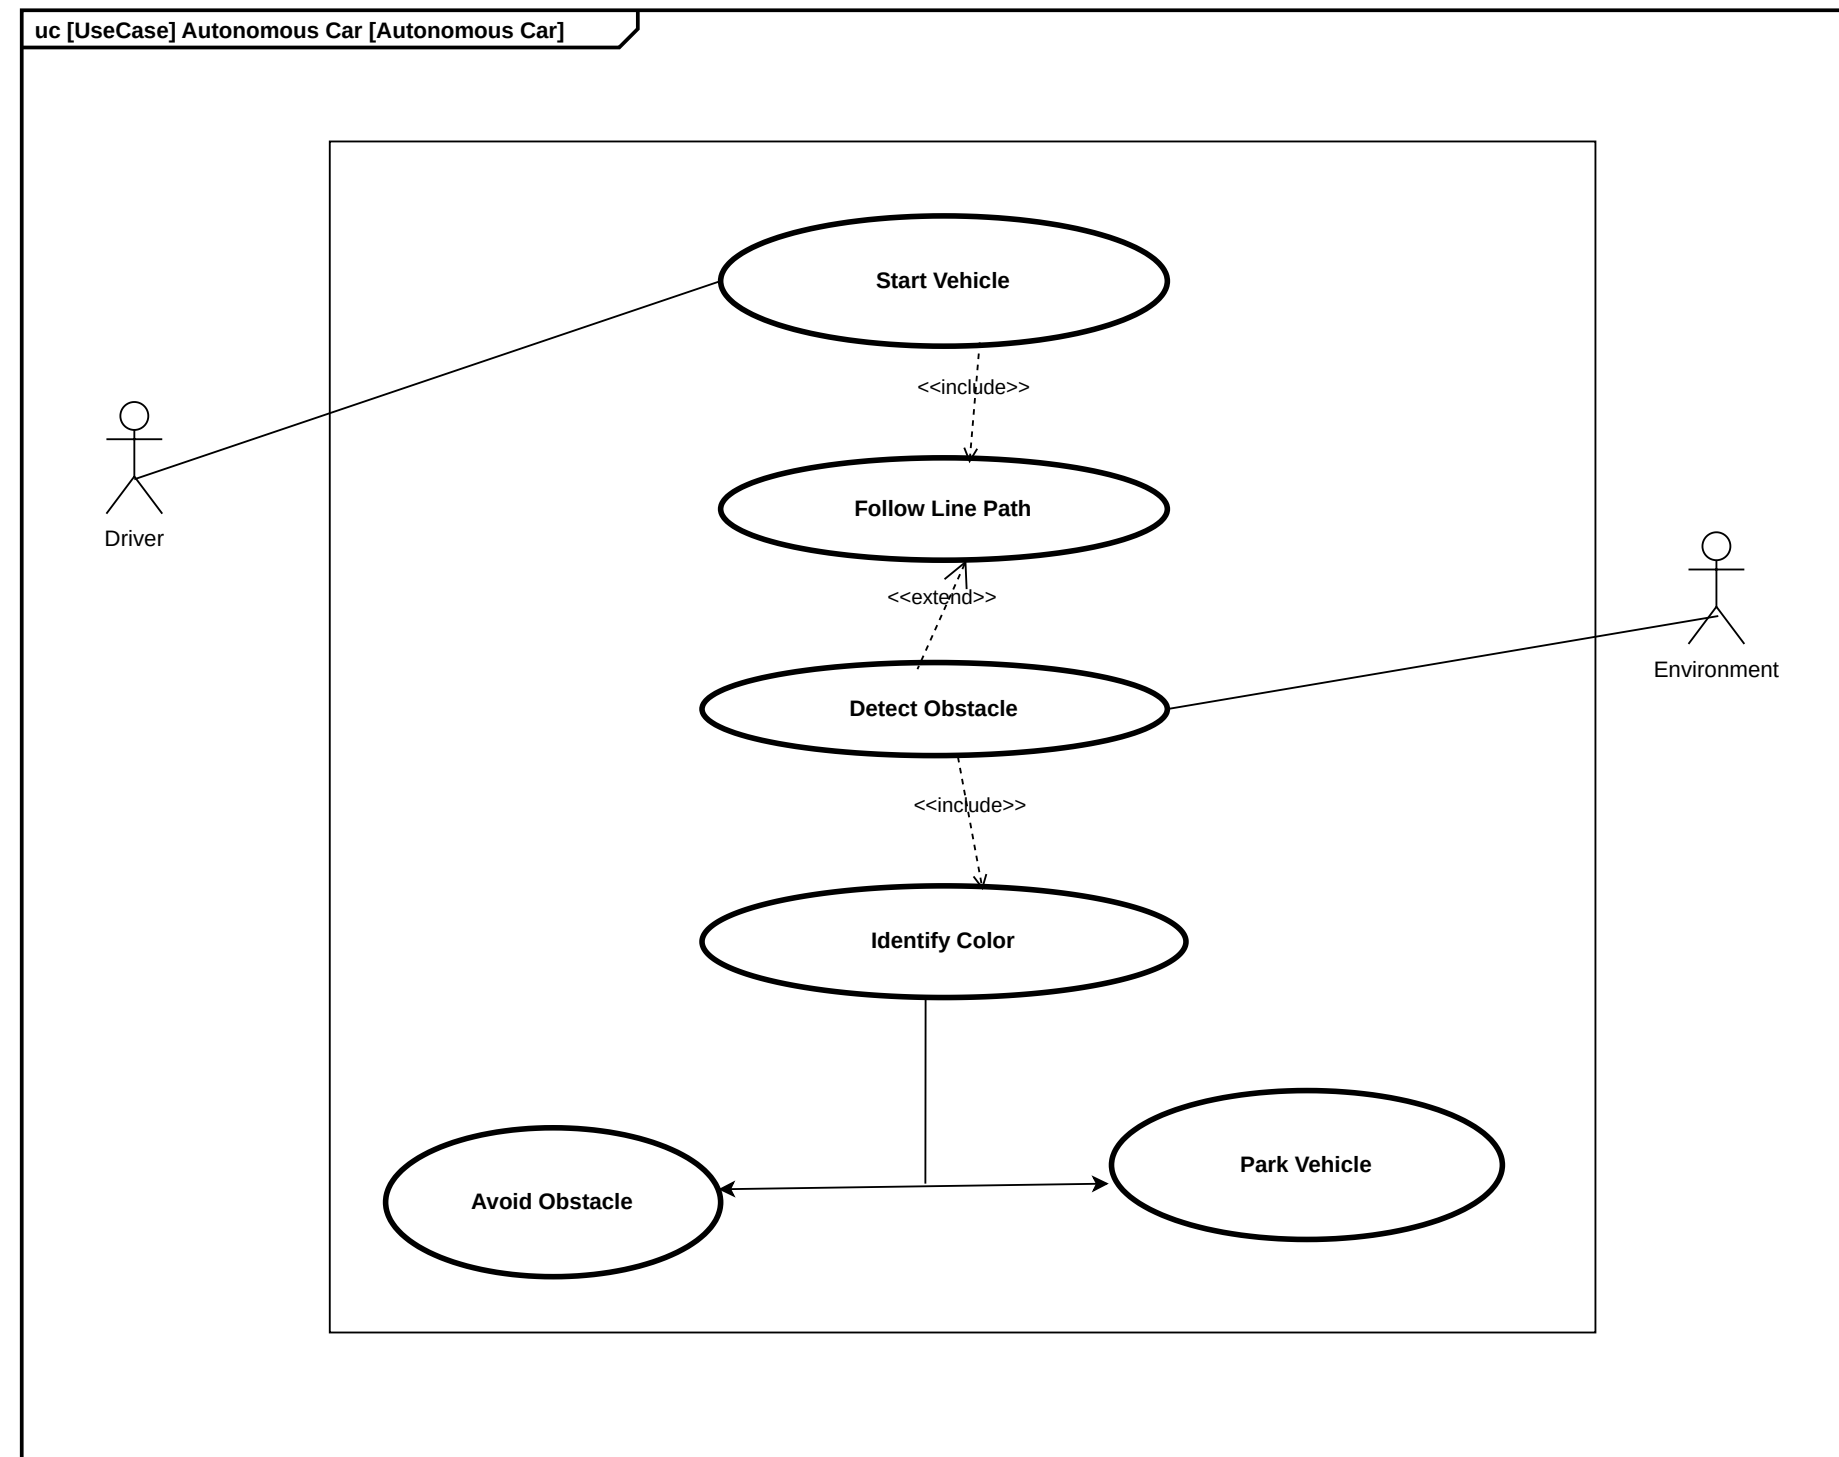 uc [UseCase] Autonomous Car [Autonomous Car]
Start Vehicle
<<include>>
Follow Line Path
Driver
<<extend>>
Environment
Detect Obstacle
<<include>>
Identify Color
Park Vehicle
Avoid Obstacle